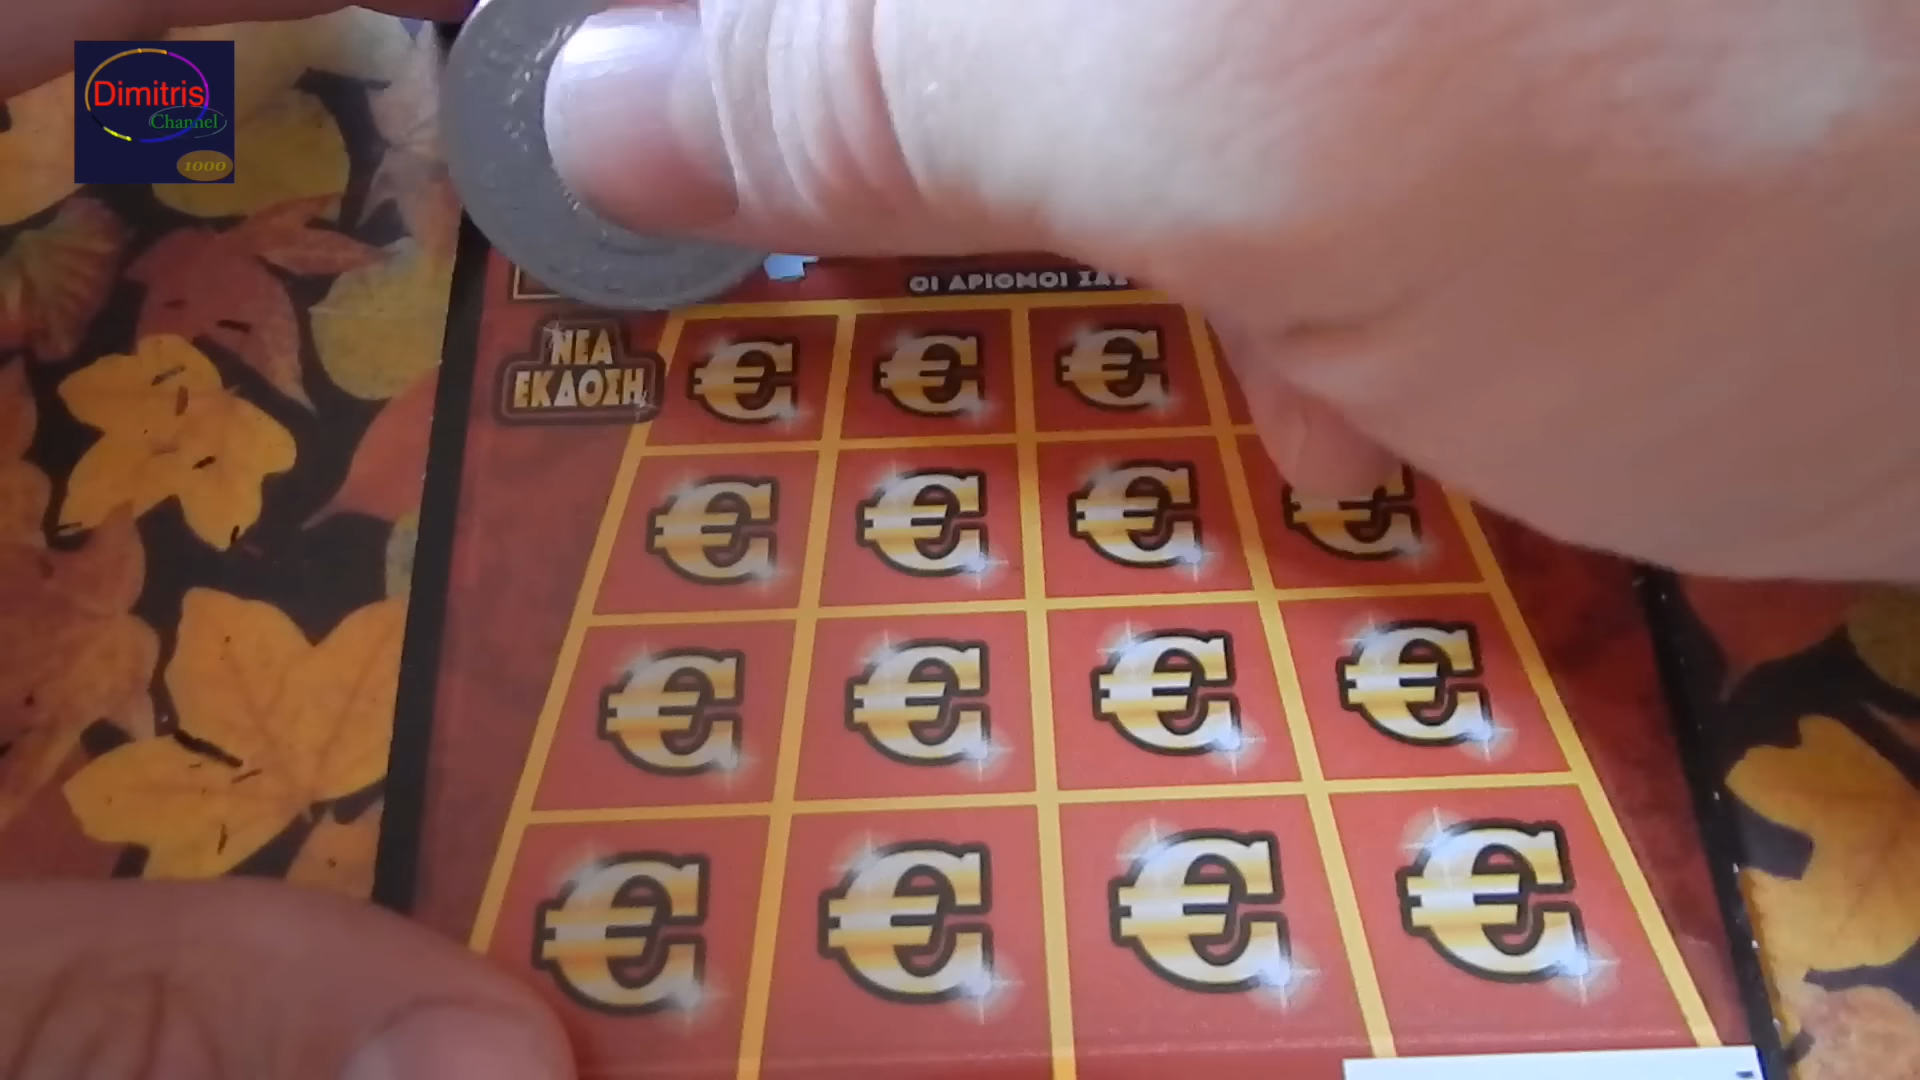 Dimitris
Channel
1000
ΟΙ ΑΡΙΘΜΟΙ ΣΑΣ
ΝΕΑ
ΕΚΔΟΣΗ
€ € €
€ € € €
€ € € €
€ € € €